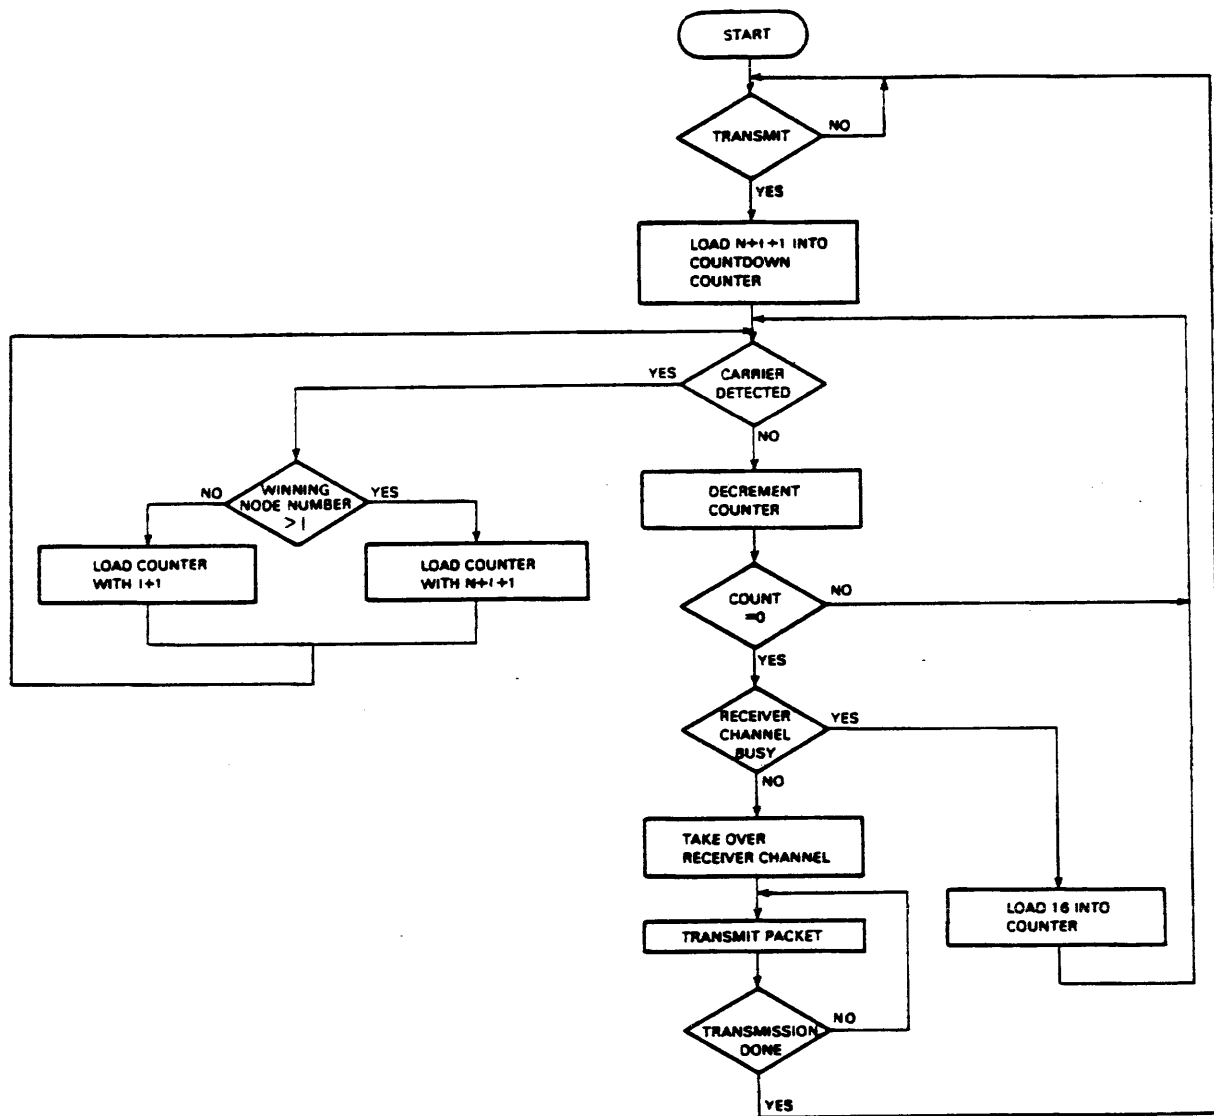 START
TRANSMIT
NO
YES
LOAD N+I+1 INTO
COUNTDOWN
COUNTER
CARRIER
DETECTED
YES
NO
WINNING
NODE NUMBER
> I
NO
YES
LOAD COUNTER
WITH I+1
LOAD COUNTER
WITH N+I+1
DECREMENT
COUNTER
COUNT
=0
NO
YES
RECEIVER
CHANNEL
BUSY
YES
NO
TAKE OVER
RECEIVER CHANNEL
LOAD 16 INTO
COUNTER
TRANSMIT PACKET
TRANSMISSION
DONE
NO
YES